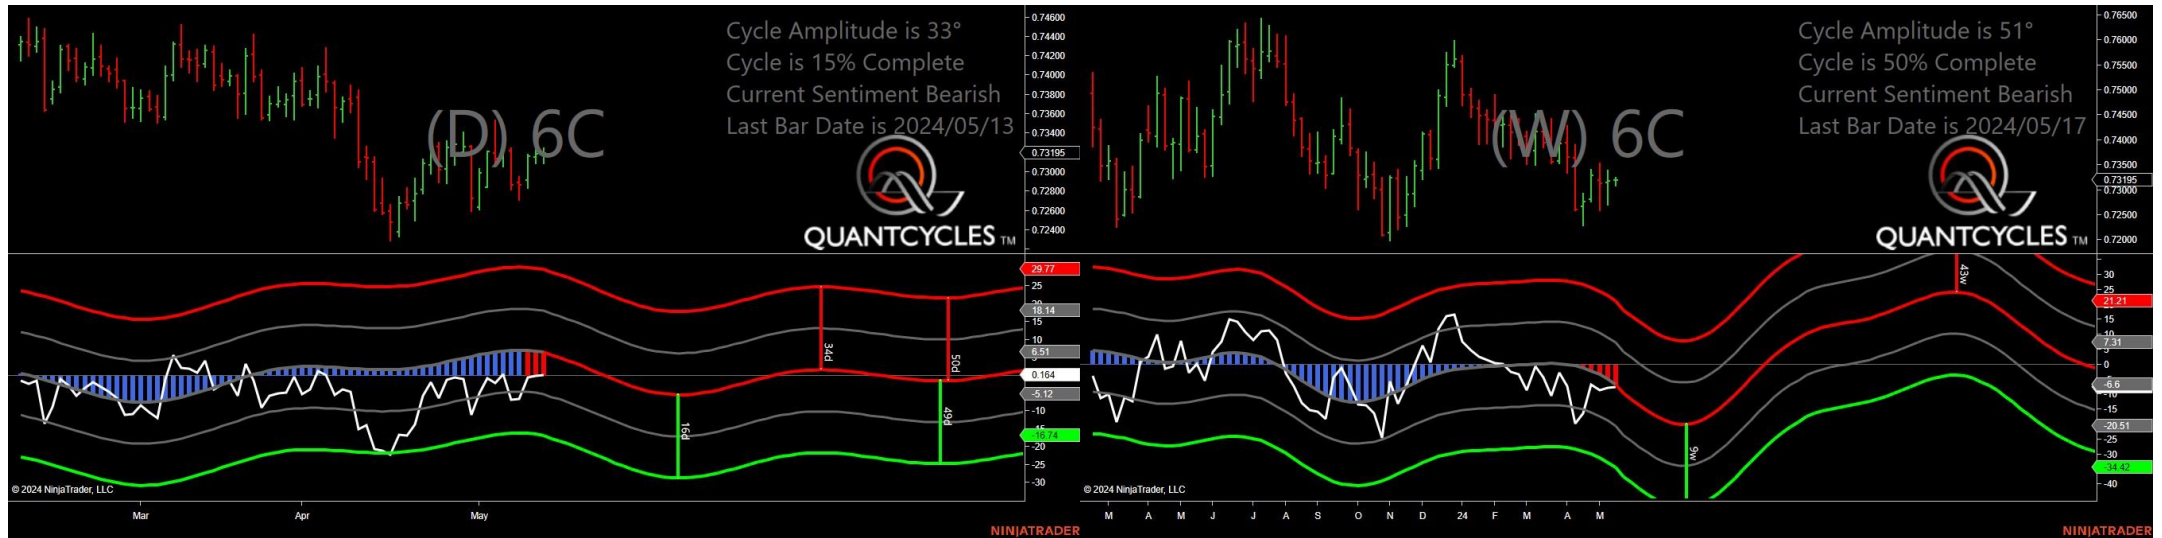 Cycle Amplitude is 33°
Cycle is 15% Complete
Current Sentiment Bearish
Last Bar Date is 2024/05/13
(D) 6C
QUANTCYCLES TM
0.74600
0.74400
0.74200
0.74000
0.73800
0.73600
0.73400
0.73195
0.73000
0.72800
0.72600
0.72400
29.77
25
18.14
15
10
6.51
0.164
-5.12
-10
-16.74
-20
-25
-30
34d
50d
16d
49d
© 2024 NinjaTrader, LLC
Mar
Apr
May
NINJATRADER
Cycle Amplitude is 51°
Cycle is 50% Complete
Current Sentiment Bearish
Last Bar Date is 2024/05/17
(W) 6C
QUANTCYCLES TM
0.76500
0.76000
0.75500
0.75000
0.74500
0.74000
0.73500
0.73195
0.73000
0.72500
0.72000
30
25
21.21
15
10
7.31
5
0
-6.6
-15
-20.51
-25
-30
-34.42
-40
43w
9w
© 2024 NinjaTrader, LLC
M A M J J A S O N D 24 F M A M
NINJATRADER